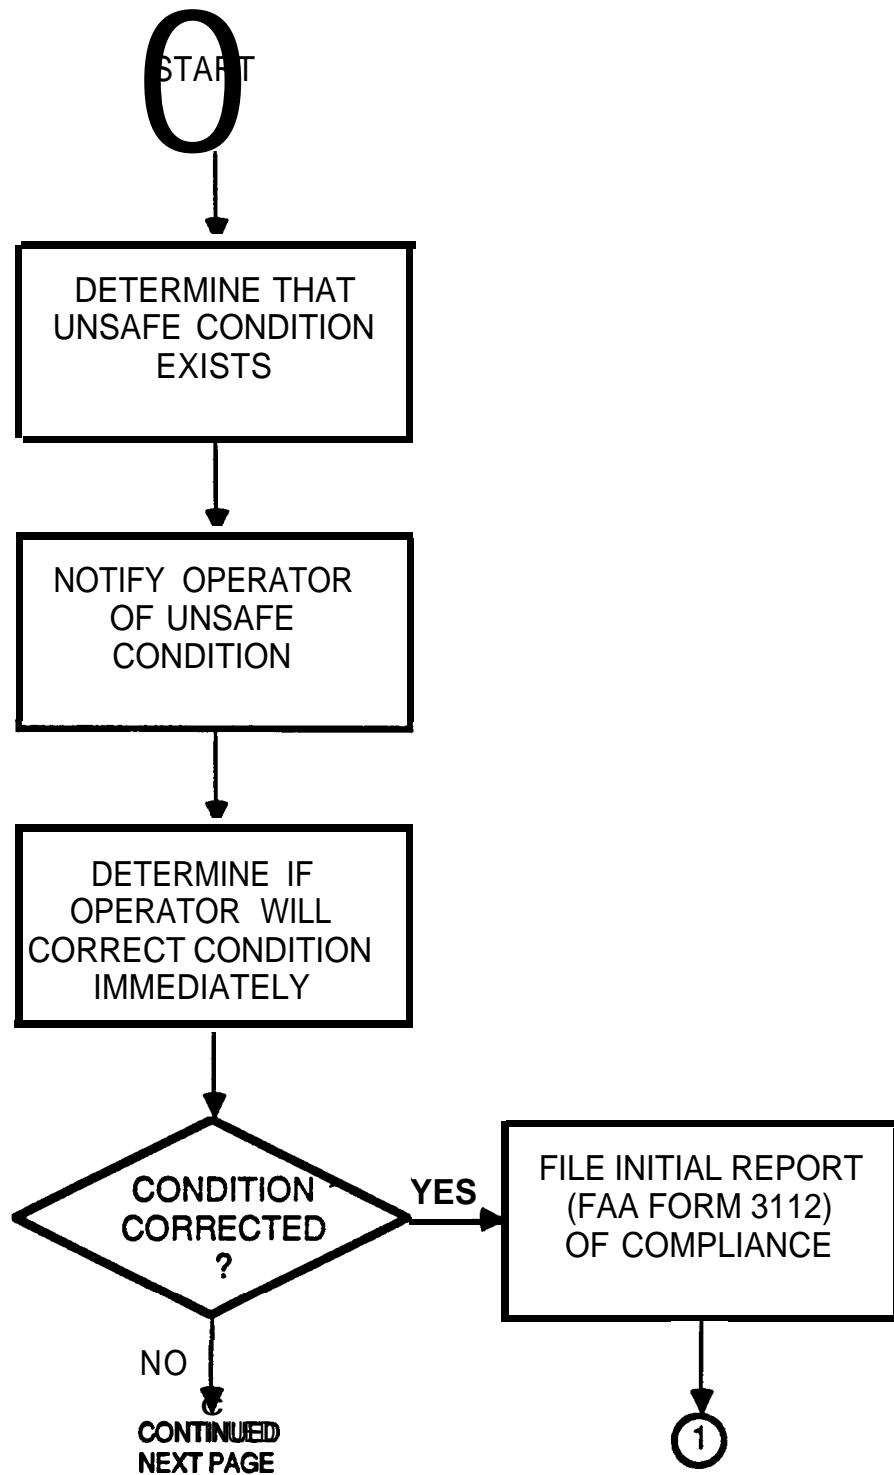 START
DETERMINE THAT
UNSAFE CONDITION
EXISTS
NOTIFY OPERATOR
OF UNSAFE
CONDITION
DETERMINE IF
OPERATOR WILL
CORRECT CONDITION
IMMEDIATELY
CONDITION
CORRECTED
?
YES
FILE INITIAL REPORT
(FAA FORM 3112)
OF COMPLIANCE
NO
CONTINUED
NEXT PAGE
1